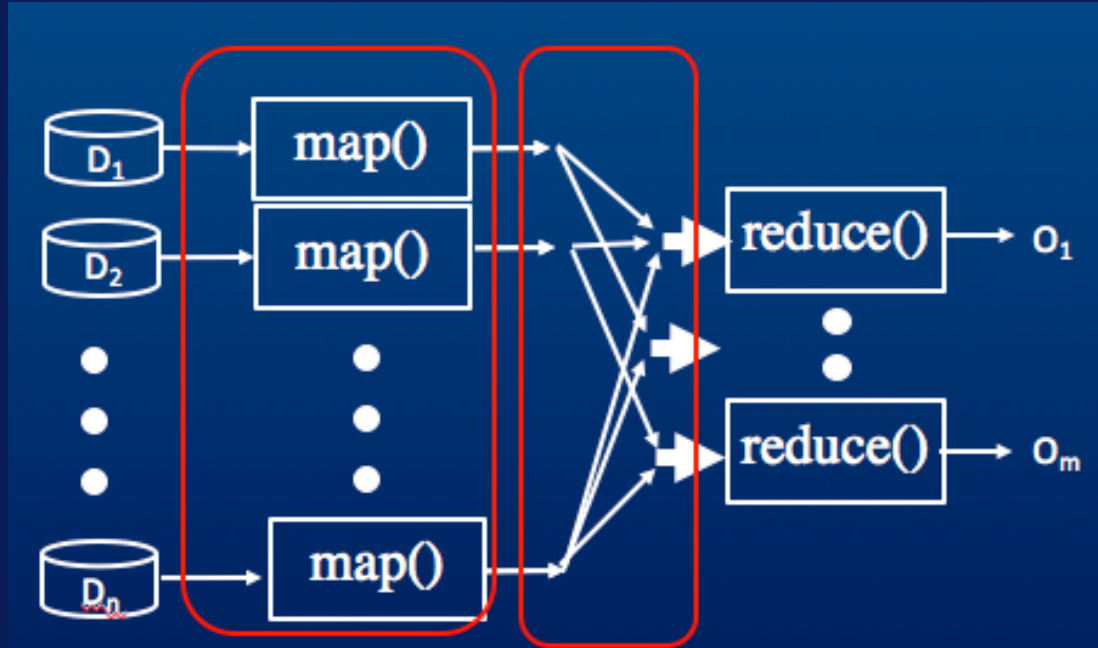 D₁
map()
D₂
map()
reduce()
O₁
reduce()
Oₘ
Dₙ
map()